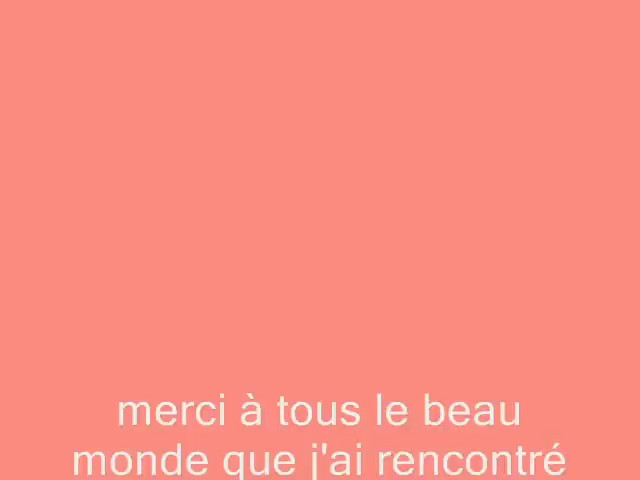 merci à tous le beau
monde que j'ai rencontré